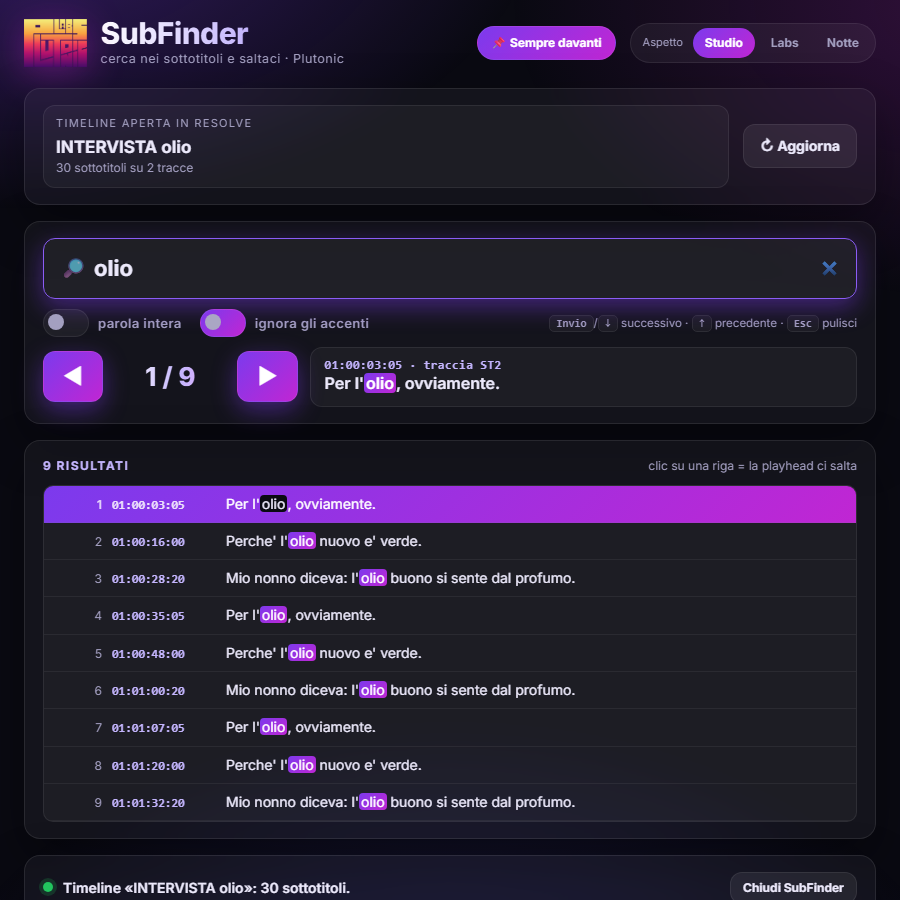 SubFinder
cerca nei sottotitoli e saltaci · Plutonic
📌 Sempre davanti
Aspetto Studio Labs Notte
TIMELINE APERTA IN RESOLVE
INTERVISTA olio
30 sottotitoli su 2 tracce
↻ Aggiorna
olio
parola intera ignora gli accenti
Invio/↓ successivo · ↑ precedente · Esc pulisci
1 / 9
01:00:03:05 · traccia ST2
Per l'olio, ovviamente.
9 RISULTATI
clic su una riga = la playhead ci salta
1 01:00:03:05 Per l'olio, ovviamente.
2 01:00:16:00 Perche' l'olio nuovo e' verde.
3 01:00:28:20 Mio nonno diceva: l'olio buono si sente dal profumo.
4 01:00:35:05 Per l'olio, ovviamente.
5 01:00:48:00 Perche' l'olio nuovo e' verde.
6 01:01:00:20 Mio nonno diceva: l'olio buono si sente dal profumo.
7 01:01:07:05 Per l'olio, ovviamente.
8 01:01:20:00 Perche' l'olio nuovo e' verde.
9 01:01:32:20 Mio nonno diceva: l'olio buono si sente dal profumo.
Timeline «INTERVISTA olio»: 30 sottotitoli.
Chiudi SubFinder